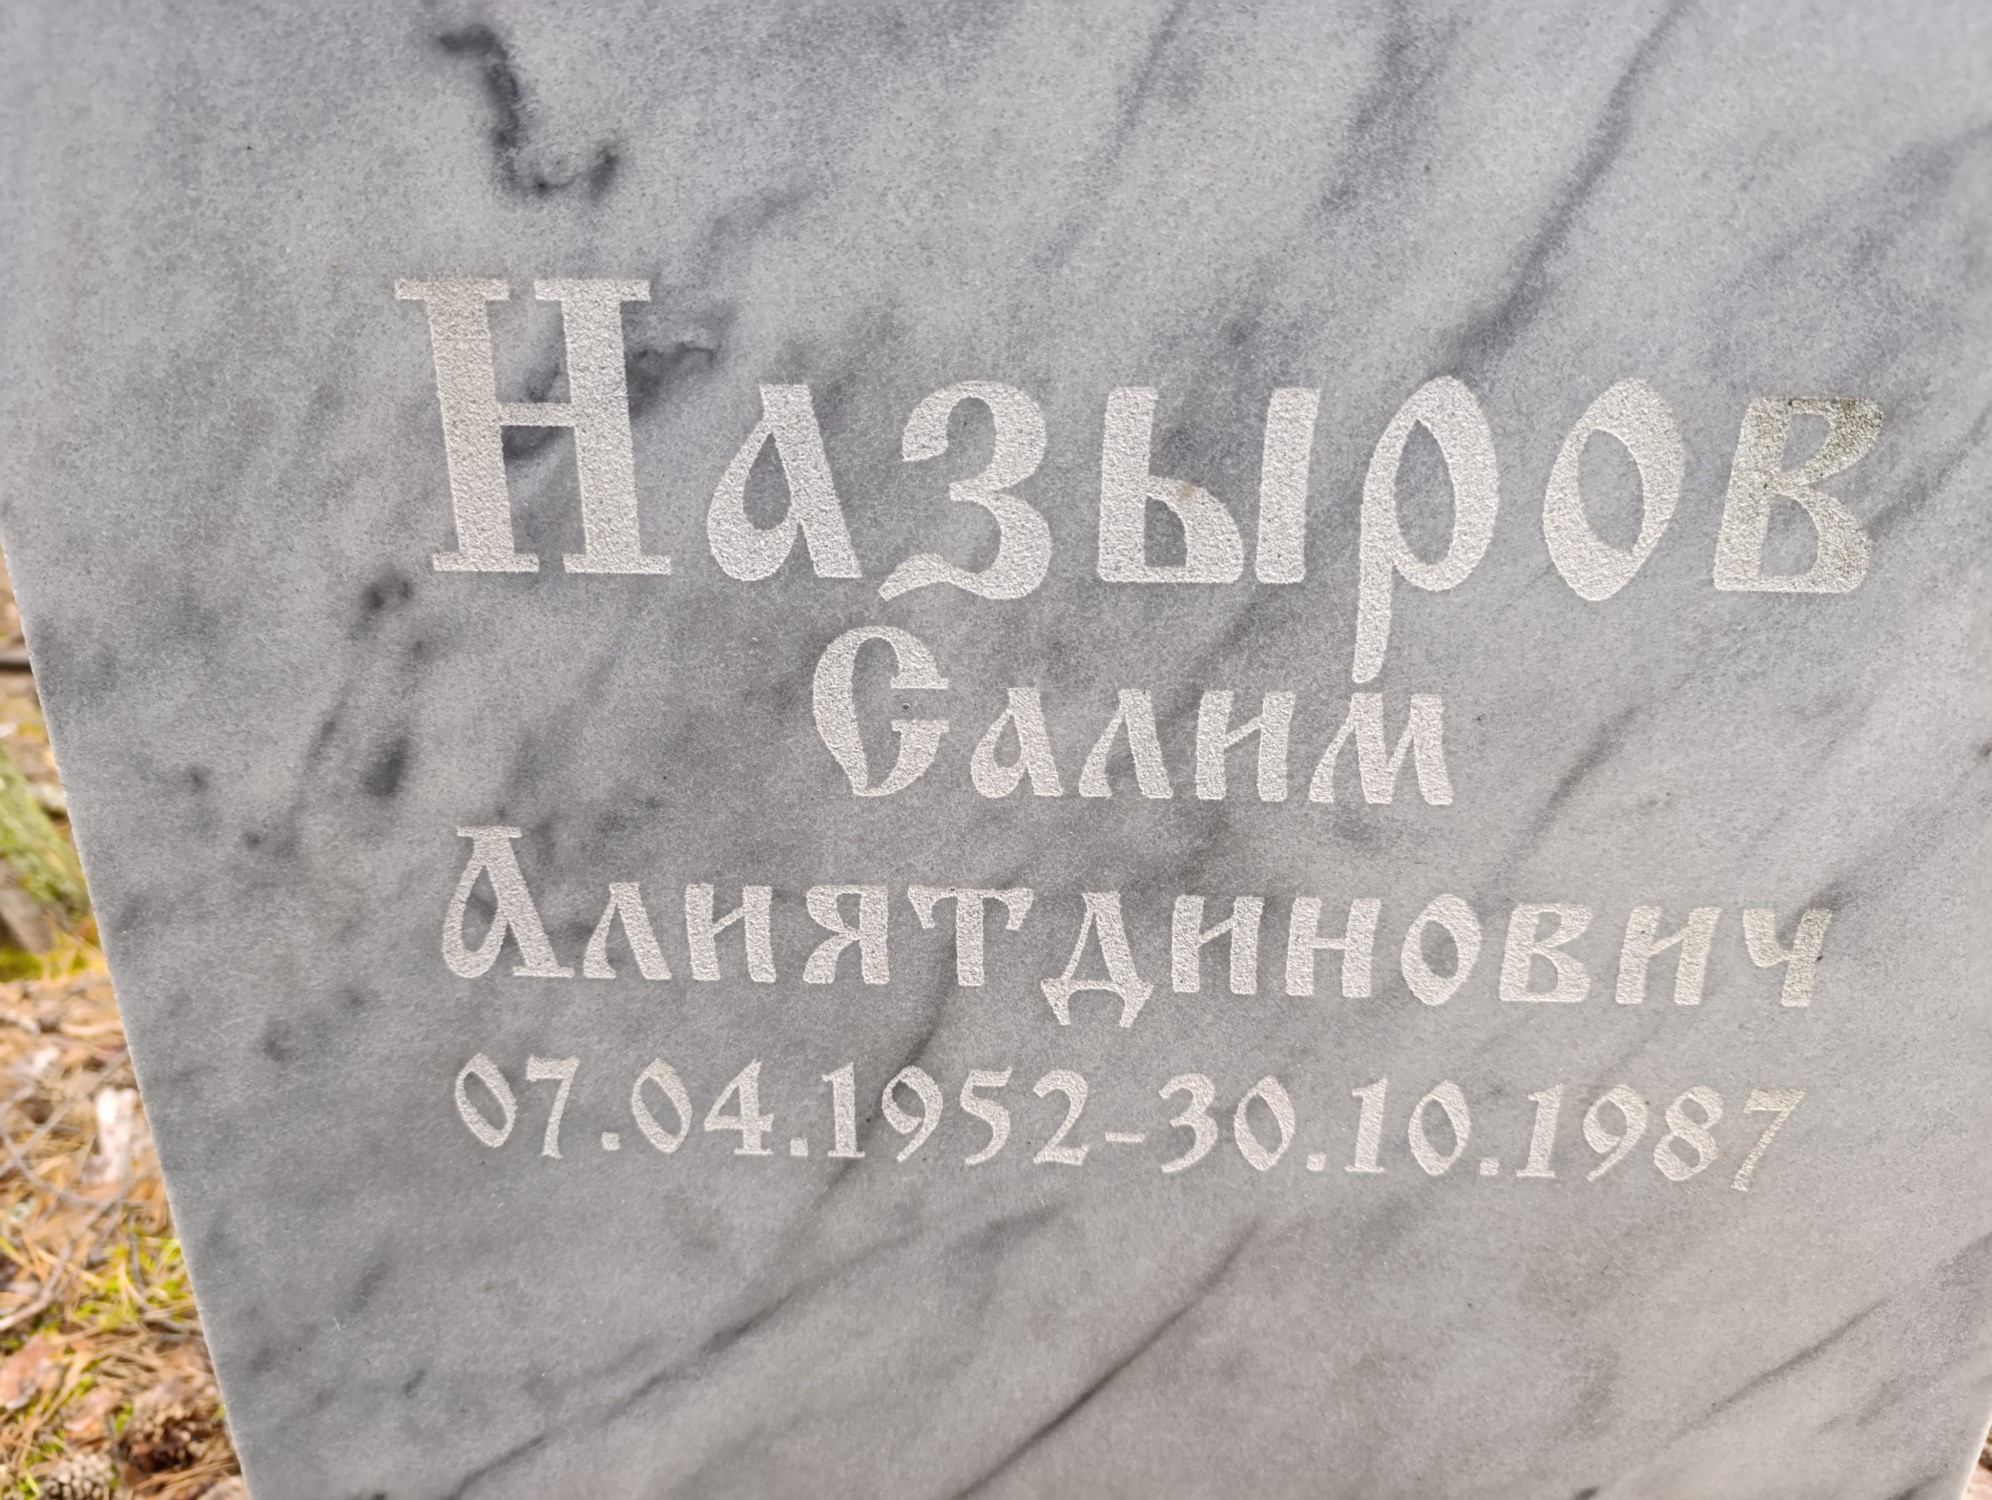 Назыров
Салим
Алиятдинович
07.04.1952-30.10.1987